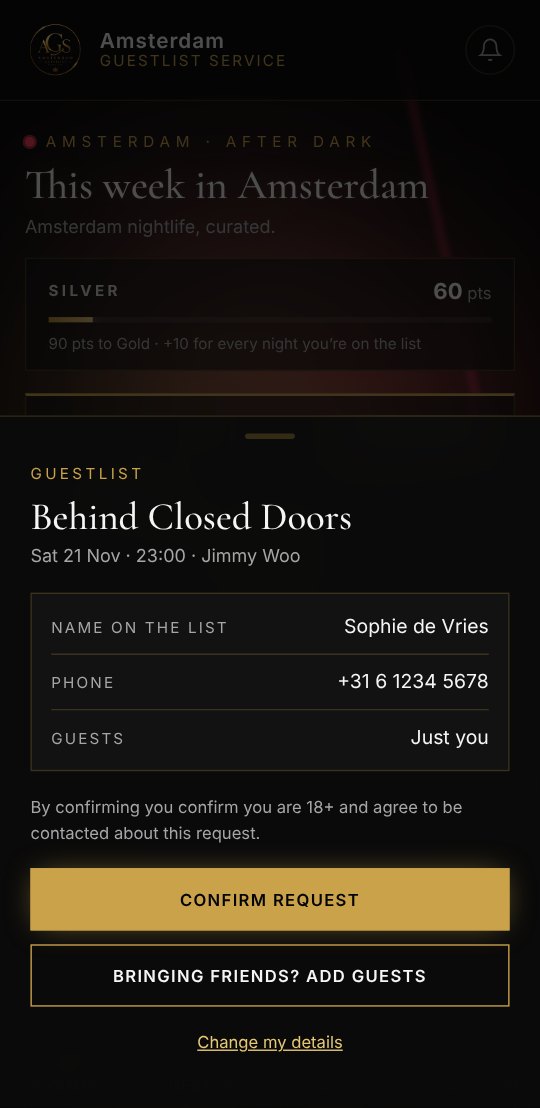 AGS
Amsterdam
GUESTLIST SERVICE
AMSTERDAM · AFTER DARK
This week in Amsterdam
Amsterdam nightlife, curated.
SILVER
60 pts
90 pts to Gold · +10 for every night you’re on the list
GUESTLIST
Behind Closed Doors
Sat 21 Nov · 23:00 · Jimmy Woo
NAME ON THE LIST
Sophie de Vries
PHONE
+31 6 1234 5678
GUESTS
Just you
By confirming you confirm you are 18+ and agree to be
contacted about this request.
CONFIRM REQUEST
BRINGING FRIENDS? ADD GUESTS
Change my details